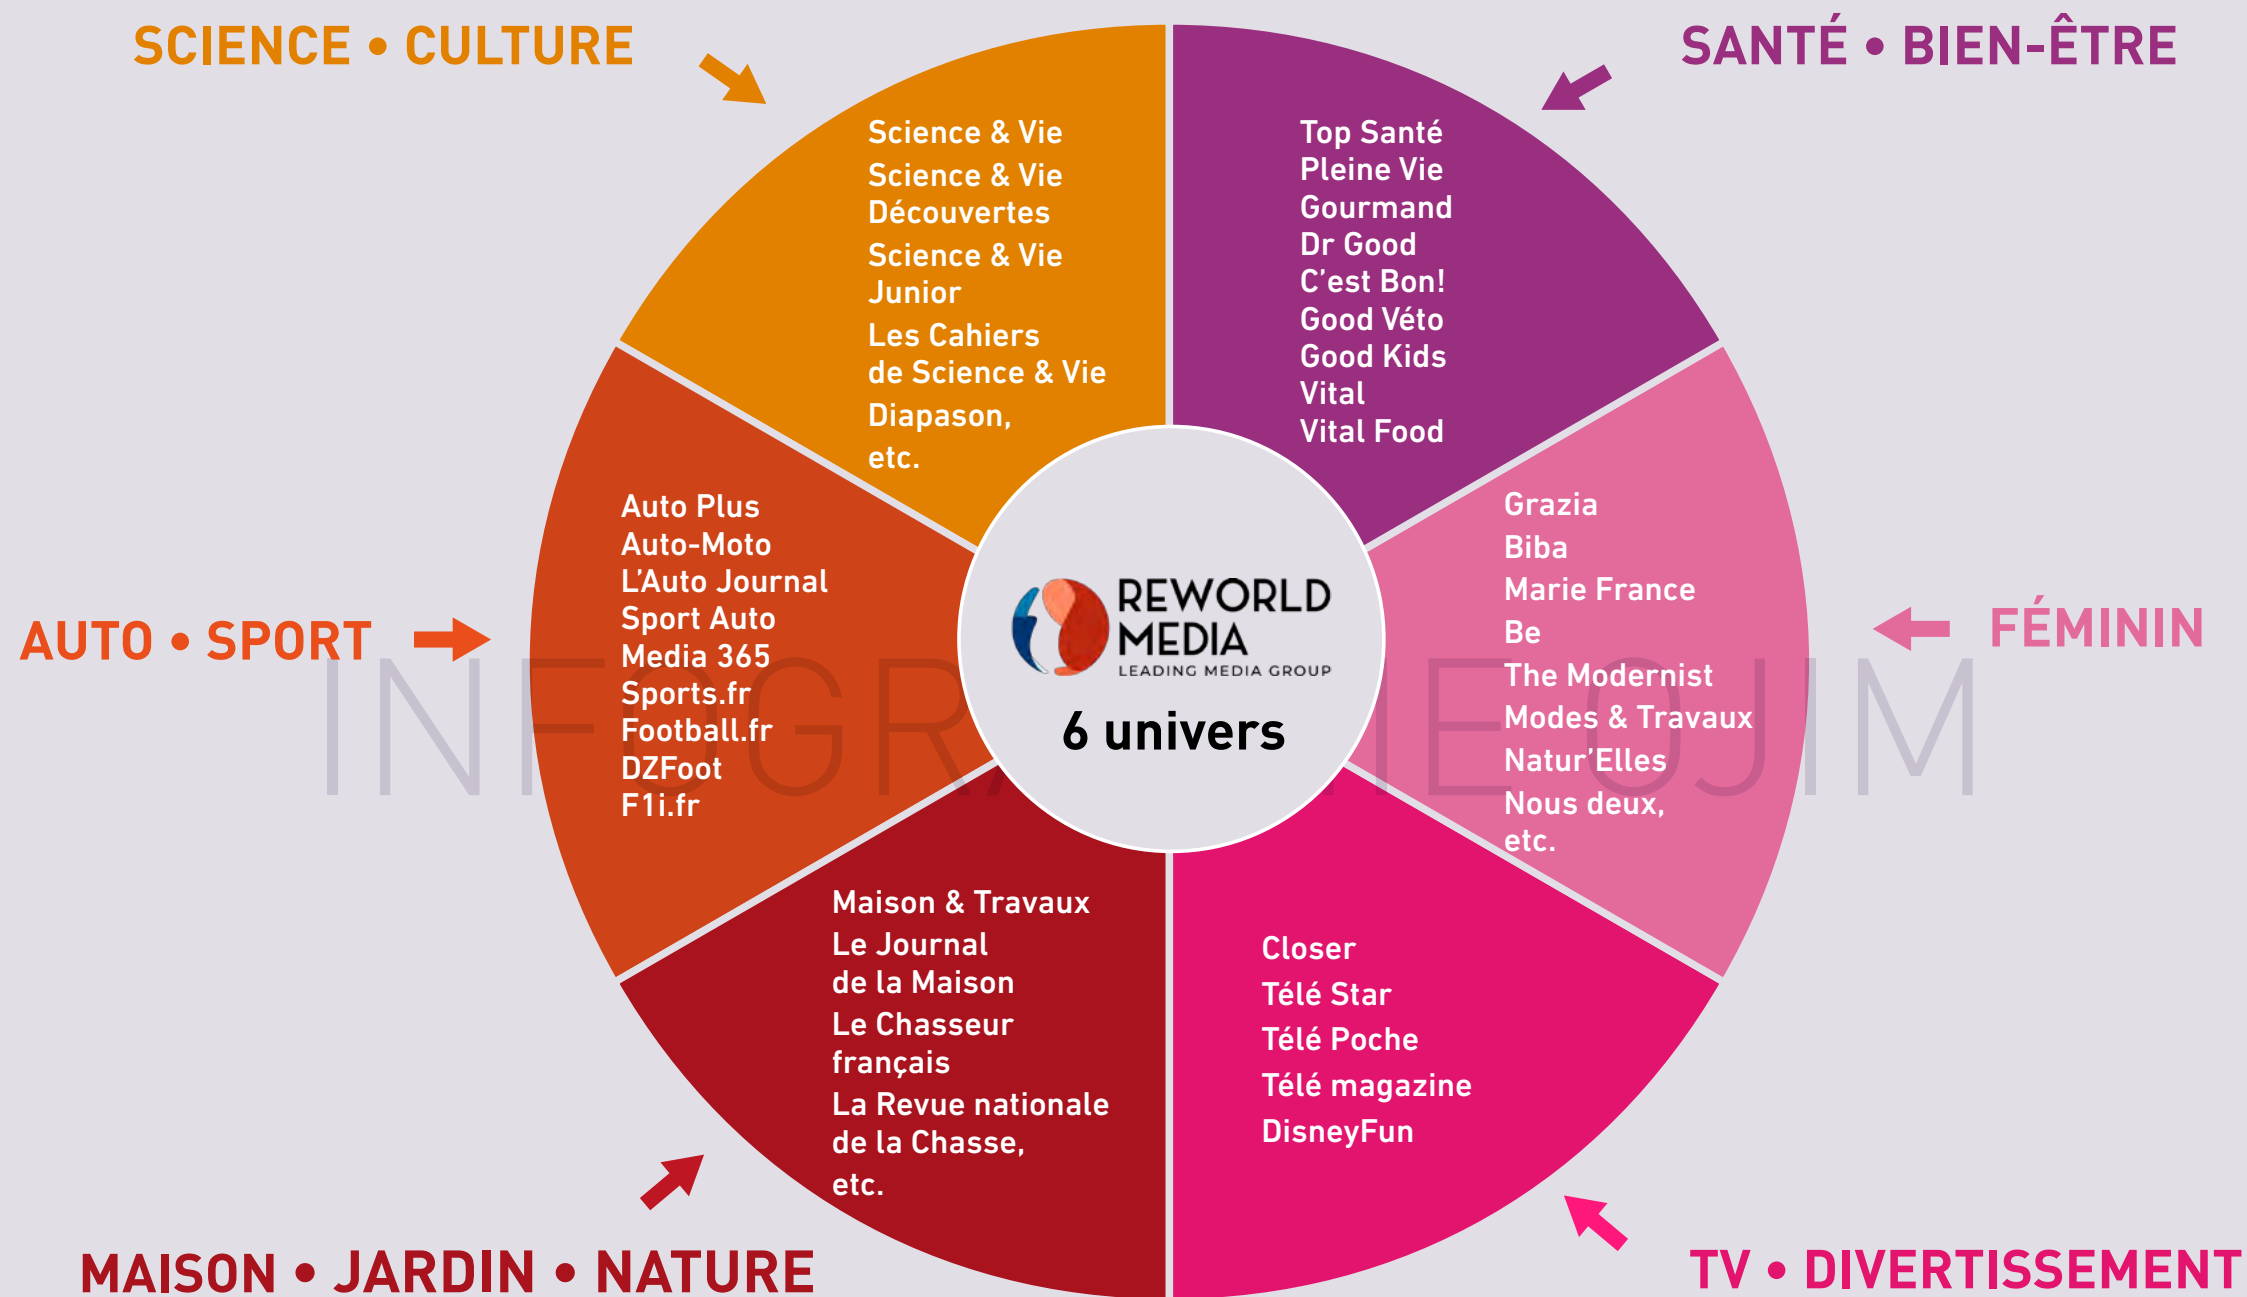 SCIENCE • CULTURE
Science & Vie
Science & Vie
Découvertes
Science & Vie
Junior
Les Cahiers
de Science & Vie
Diapason,
etc.
SANTÉ • BIEN-ÊTRE
Top Santé
Pleine Vie
Gourmand
Dr Good
C'est Bon!
Good Véto
Good Kids
Vital
Vital Food
AUTO • SPORT
Auto Plus
Auto-Moto
L'Auto Journal
Sport Auto
Media 365
Sports.fr
Football.fr
DZFoot
F1i.fr
REWORLD
MEDIA
LEADING MEDIA GROUP
6 univers
FÉMININ
Grazia
Biba
Marie France
Be
The Modernist
Modes & Travaux
Natur'Elles
Nous deux,
etc.
MAISON • JARDIN • NATURE
Maison & Travaux
Le Journal
de la Maison
Le Chasseur
français
La Revue nationale
de la Chasse,
etc.
TV • DIVERTISSEMENT
Closer
Télé Star
Télé Poche
Télé magazine
DisneyFun
OJIM